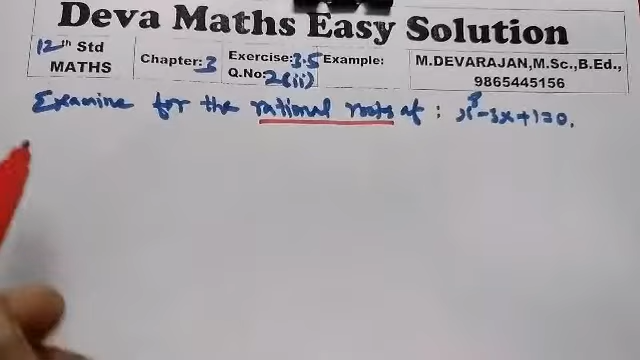 Deva Maths Easy Solution
12th Std
MATHS
Chapter: 3
Exercise: 3.5 Example:
Q.No: 2(ii)
M.DEVARAJAN,M.Sc.,B.Ed.,
9865445156
Examine for the rational roots of : x⁸-3x+1=0.